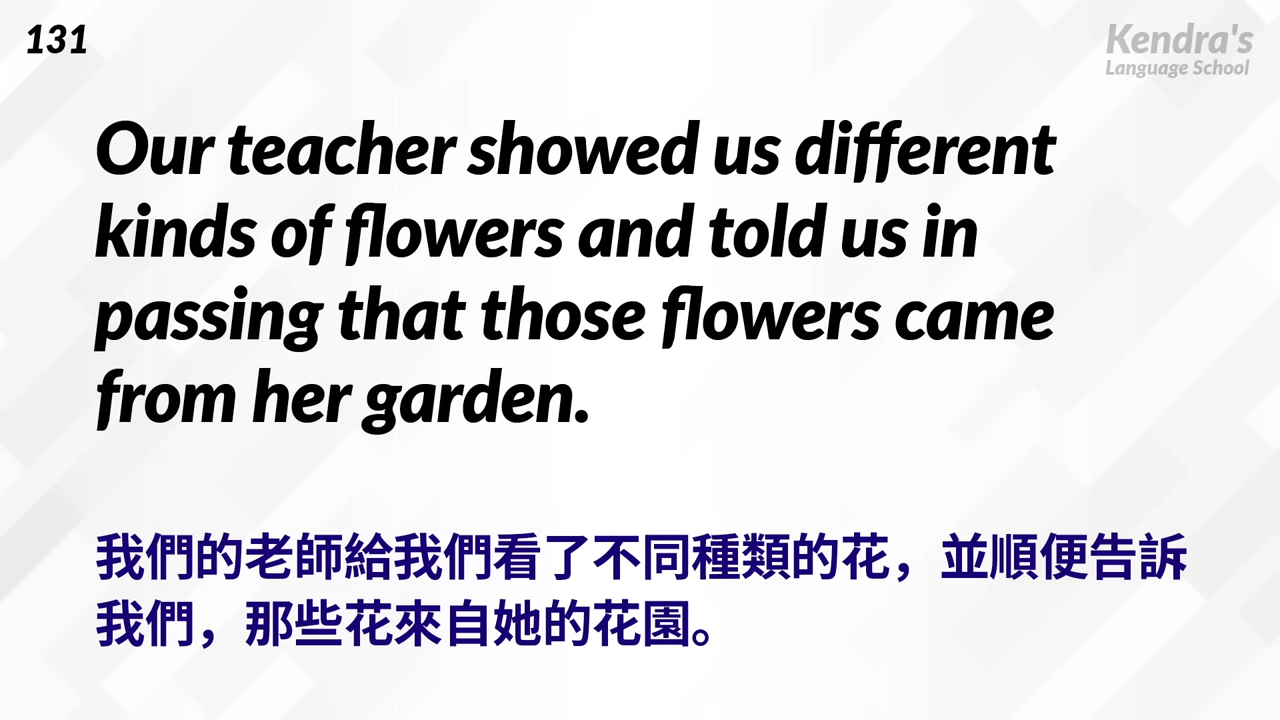 131
Kendra's
Language School
Our teacher showed us different
kinds of flowers and told us in
passing that those flowers came
from her garden.
我們的老師給我們看了不同種類的花，並順便告訴
我們，那些花來自她的花園。